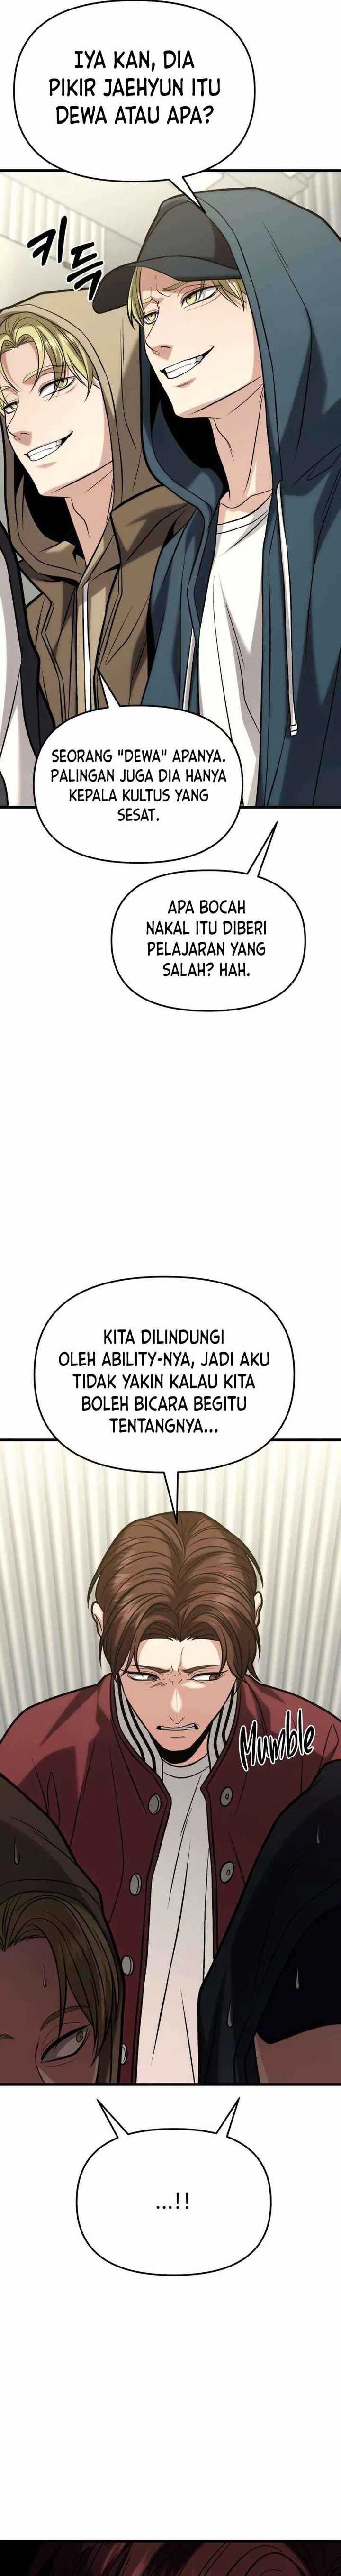 IYA KAN, DIA
PIKIR JAEHYUN ITU
DEWA ATAU APA?
키득
SEORANG "DEWA" APANYA.
PALINGAN JUGA DIA HANYA
KEPALA KULTUS YANG
SESAT.
APA BOCAH
NAKAL ITU DIBERI
PELAJARAN YANG
SALAH? HAH.
KITA DILINDUNGI
OLEH ABILITY-NYA, JADI AKU
TIDAK YAKIN KALAU KITA
BOLEH BICARA BEGITU
TENTANGNYA...
Mumble
...!!